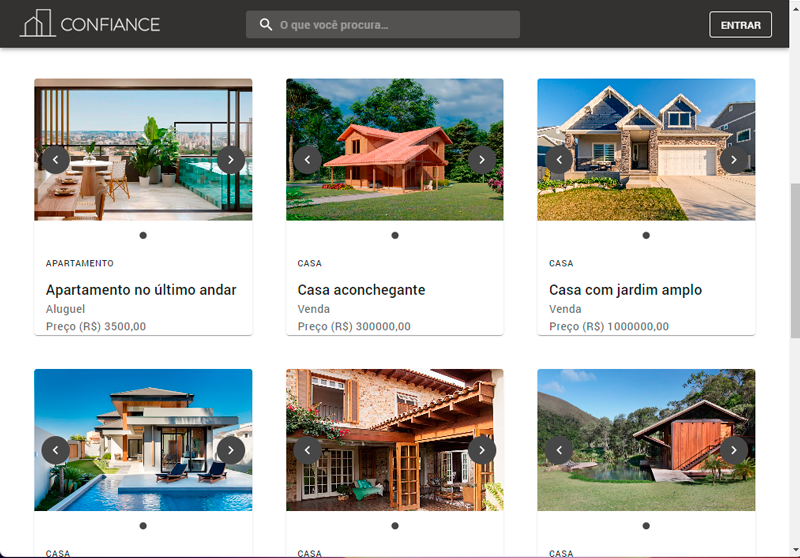 CONFIANCE
O que você procura...
ENTRAR
APARTAMENTO
Apartamento no último andar
Aluguel
Preço (R$) 3500,00
CASA
Casa aconchegante
Venda
Preço (R$) 300000,00
CASA
Casa com jardim amplo
Venda
Preço (R$) 1000000,00
CASA
CASA
CASA